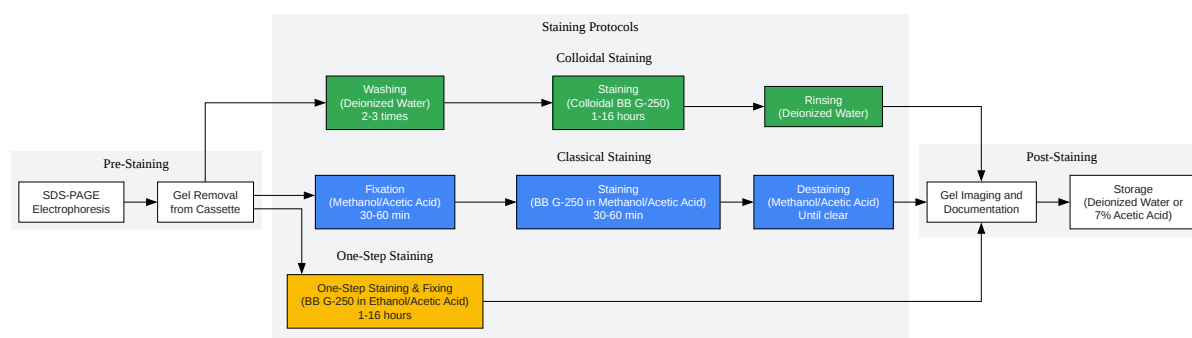 Staining Protocols
Colloidal Staining
Washing
(Deionized Water)
2-3 times
Staining
(Colloidal BB G-250)
1-16 hours
Rinsing
(Deionized Water)
Pre-Staining
SDS-PAGE
Electrophoresis
Gel Removal
from Cassette
Classical Staining
Fixation
(Methanol/Acetic Acid)
30-60 min
Staining
(BB G-250 in Methanol/Acetic Acid)
30-60 min
Destaining
(Methanol/Acetic Acid)
Until clear
Post-Staining
Gel Imaging and
Documentation
Storage
(Deionized Water or
7% Acetic Acid)
One-Step Staining
One-Step Staining & Fixing
(BB G-250 in Ethanol/Acetic Acid)
1-16 hours